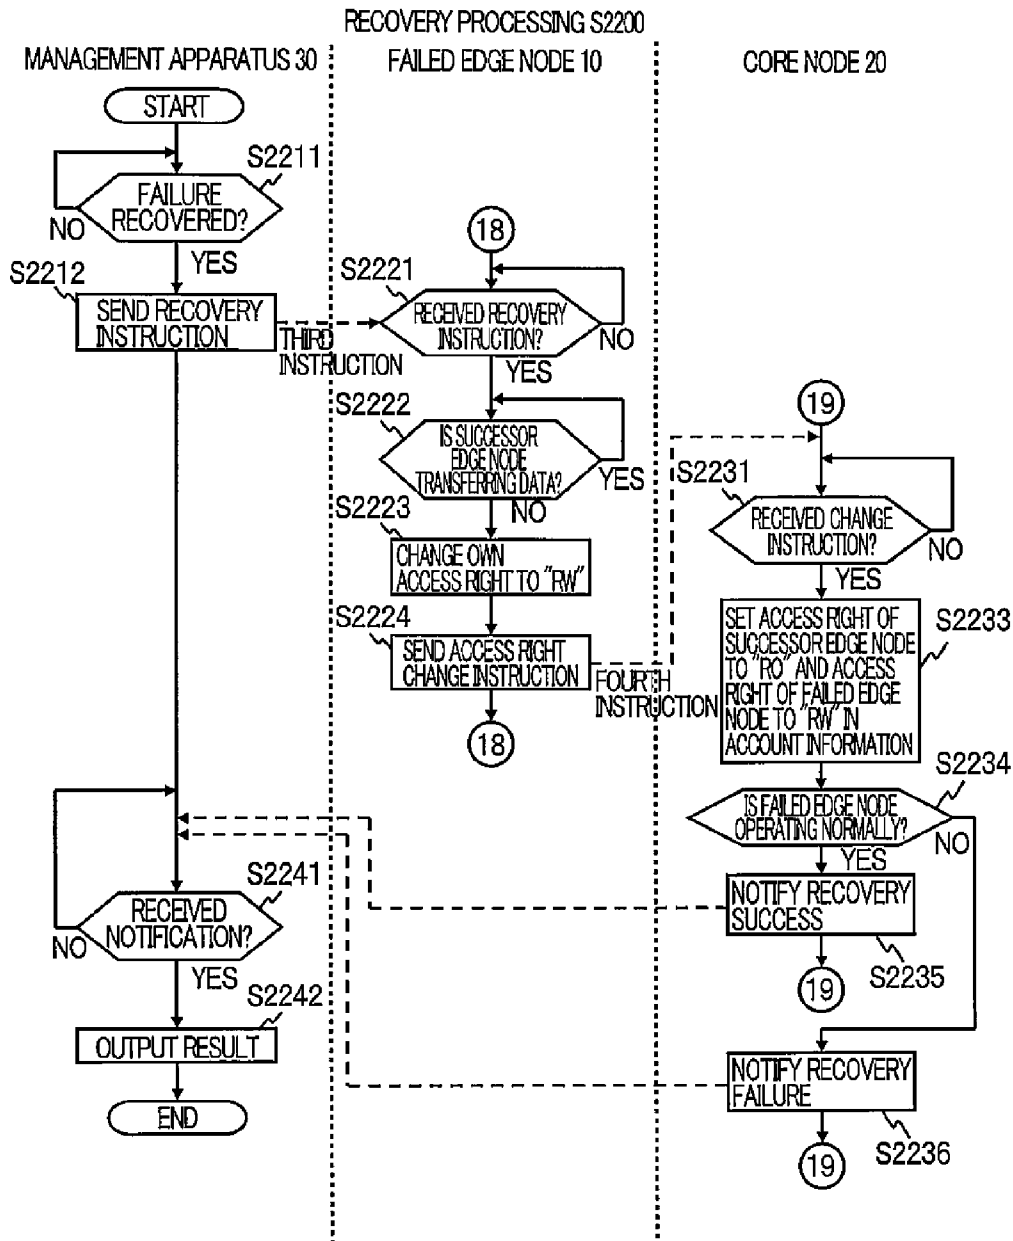 RECOVERY PROCESSING S2200
MANAGEMENT APPARATUS 30
FAILED EDGE NODE 10
CORE NODE 20
START
S2211
FAILURE
RECOVERED?
NO
YES
S2212
SEND RECOVERY
INSTRUCTION
THIRD
INSTRUCTION
18
S2221
RECEIVED RECOVERY
INSTRUCTION?
NO
YES
S2222
IS SUCCESSOR
EDGE NODE
TRANSFERRING DATA?
YES
NO
S2223
CHANGE OWN
ACCESS RIGHT TO "RW"
S2224
SEND ACCESS RIGHT
CHANGE INSTRUCTION
FOURTH
INSTRUCTION
18
19
S2231
RECEIVED CHANGE
INSTRUCTION?
NO
YES
S2233
SET ACCESS RIGHT OF
SUCCESSOR EDGE NODE
TO "RO" AND ACCESS
RIGHT OF FAILED EDGE
NODE TO "RW" IN
ACCOUNT INFORMATION
S2234
IS FAILED EDGE NODE
OPERATING NORMALLY?
NO
YES
NOTIFY RECOVERY
SUCCESS
S2235
19
NOTIFY RECOVERY
FAILURE
S2236
19
S2241
RECEIVED
NOTIFICATION?
NO
YES
S2242
OUTPUT RESULT
END